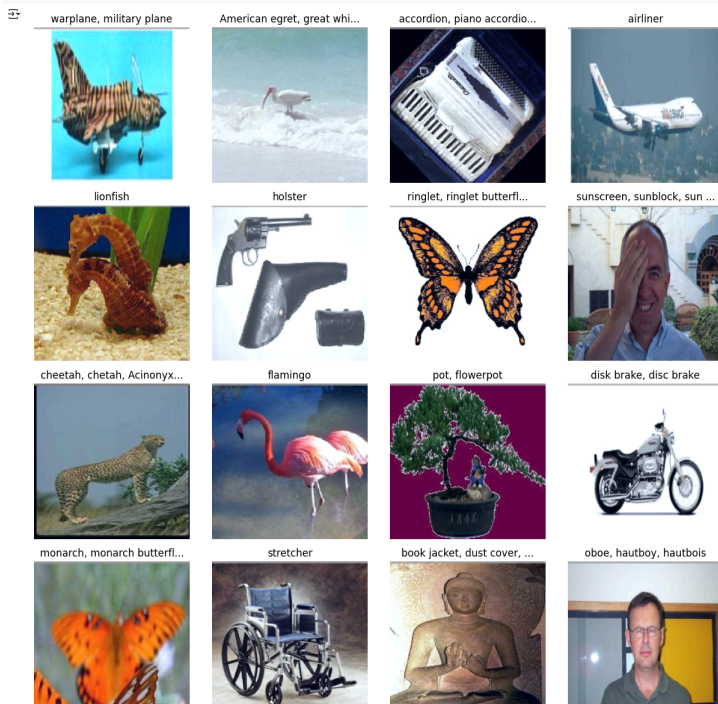 warplane, military plane
American egret, great whi...
accordion, piano accordio...
airliner
lionfish
holster
ringlet, ringlet butterfl...
sunscreen, sunblock, sun ...
cheetah, chetah, Acinonyx...
flamingo
pot, flowerpot
disk brake, disc brake
monarch, monarch butterfl...
stretcher
book jacket, dust cover, ...
oboe, hautboy, hautbois